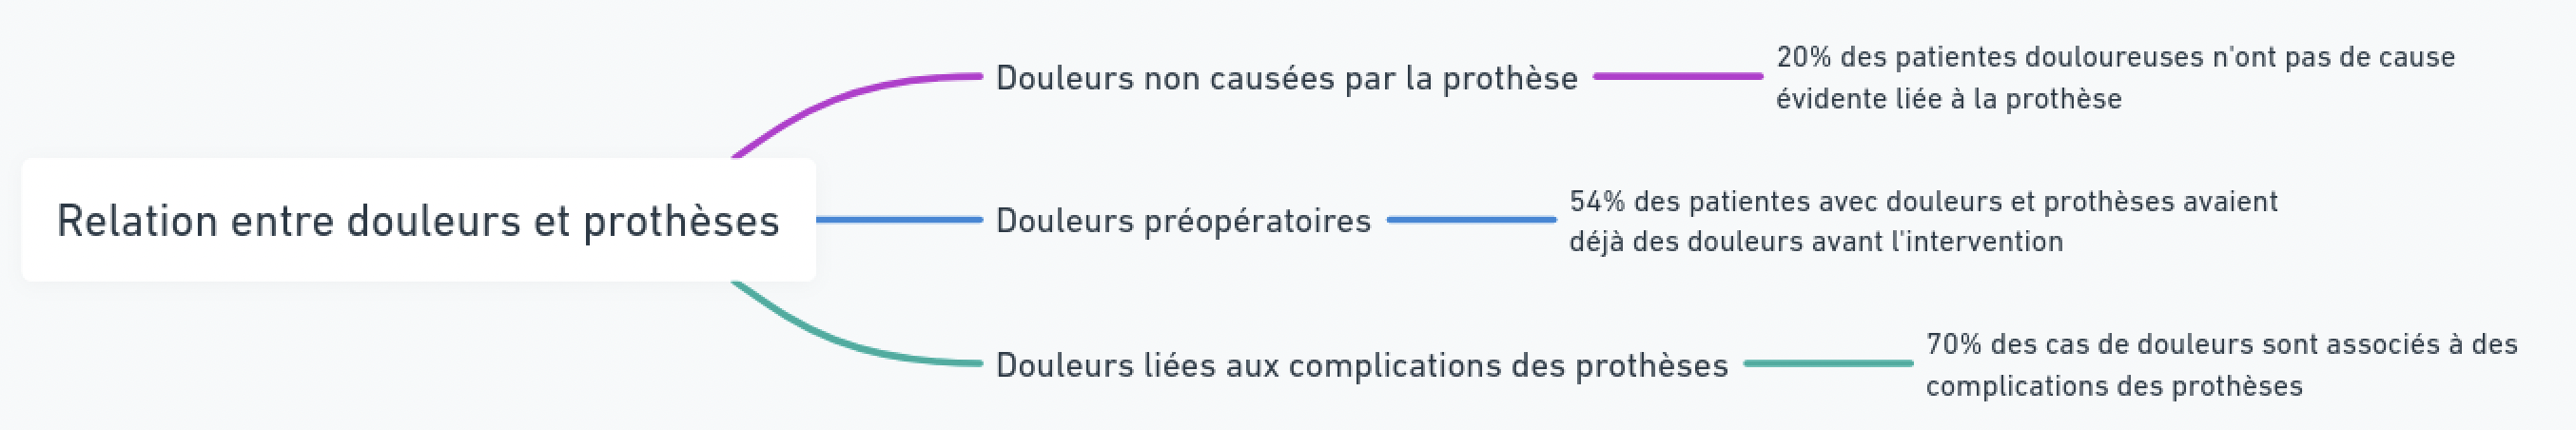 Relation entre douleurs et prothèses
Douleurs non causées par la prothèse
20% des patientes douloureuses n'ont pas de cause
évidente liée à la prothèse
Douleurs préopératoires
54% des patientes avec douleurs et prothèses avaient
déjà des douleurs avant l'intervention
Douleurs liées aux complications des prothèses
70% des cas de douleurs sont associés à des
complications des prothèses